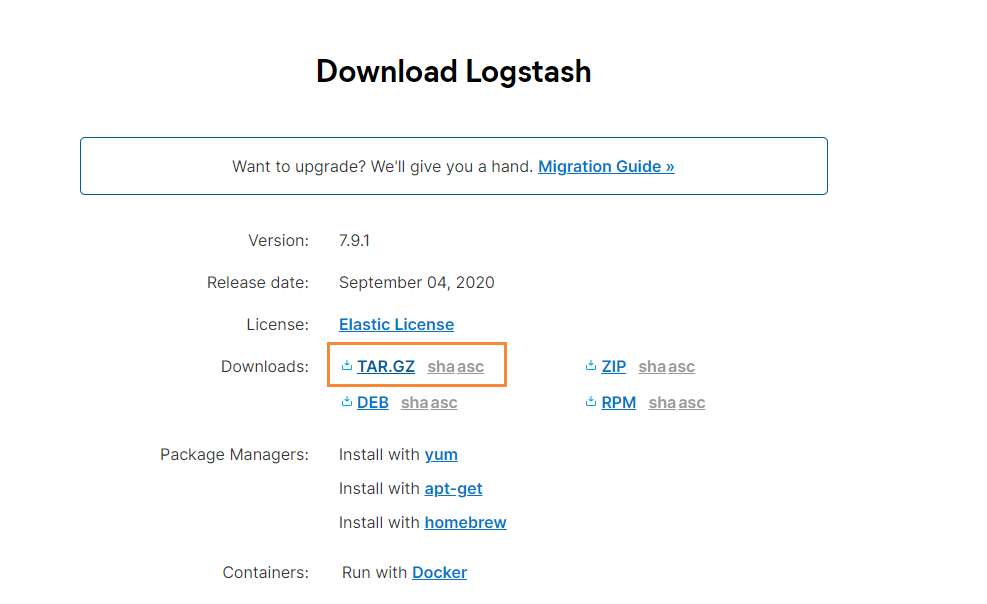 Download Logstash
Want to upgrade? We'll give you a hand. Migration Guide »
Version: 7.9.1
Release date: September 04, 2020
License: Elastic License
Downloads: TAR.GZ sha asc ZIP sha asc
DEB sha asc RPM sha asc
Package Managers: Install with yum
Install with apt-get
Install with homebrew
Containers: Run with Docker